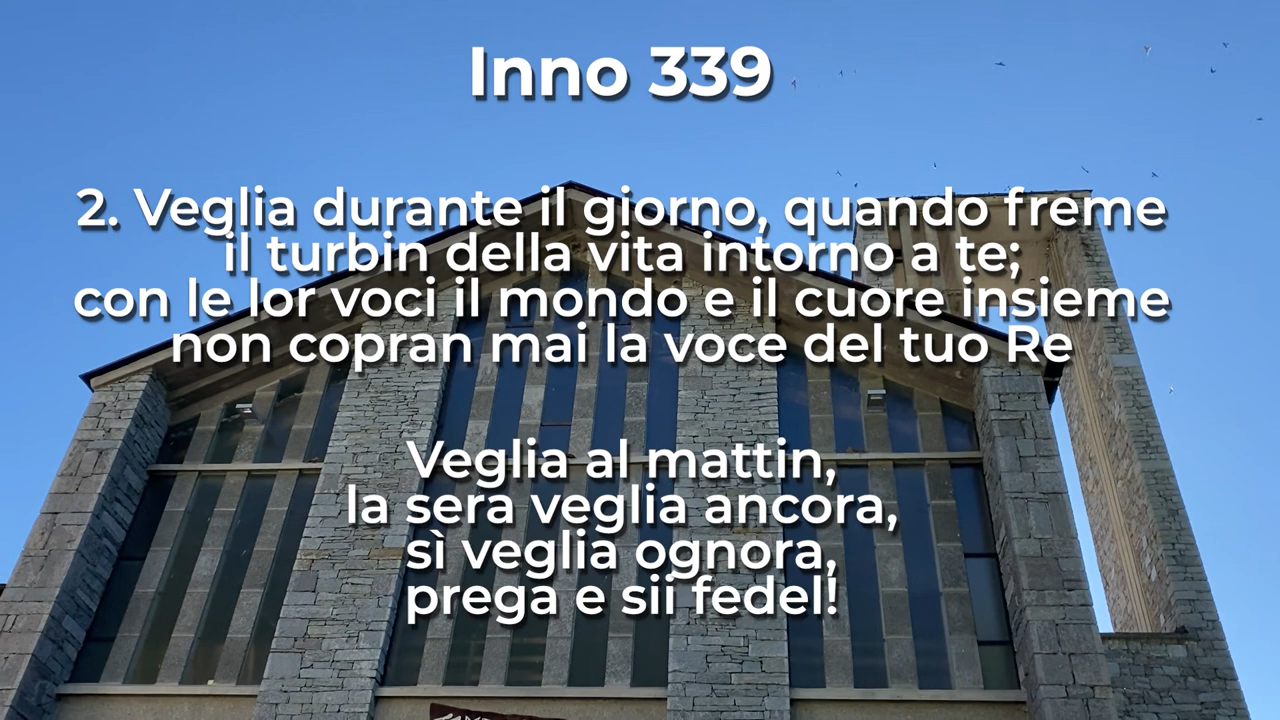 Inno 339
2. Veglia durante il giorno, quando freme
il turbin della vita intorno a te;
con le lor voci il mondo e il cuore insieme
non copran mai la voce del tuo Re
Veglia al mattin,
la sera veglia ancora,
sì veglia ognora,
prega e sii fedel!